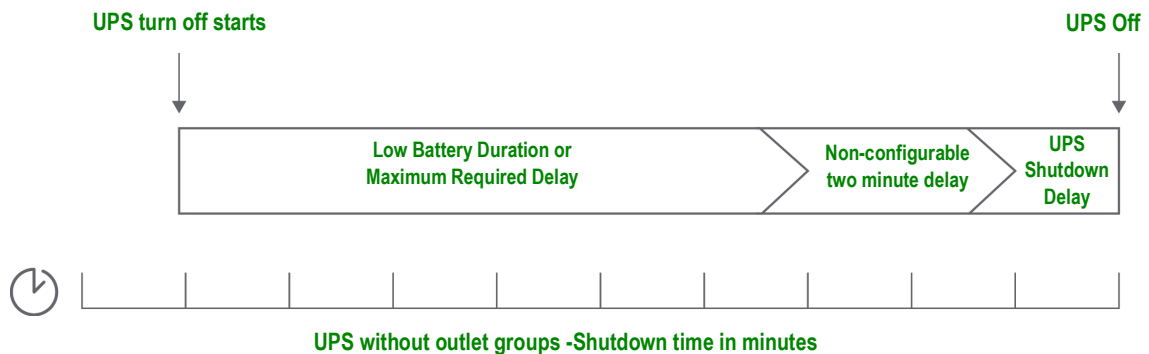 UPS turn off starts
UPS Off
Low Battery Duration or
Maximum Required Delay
Non-configurable
two minute delay
UPS
Shutdown
Delay
UPS without outlet groups -Shutdown time in minutes